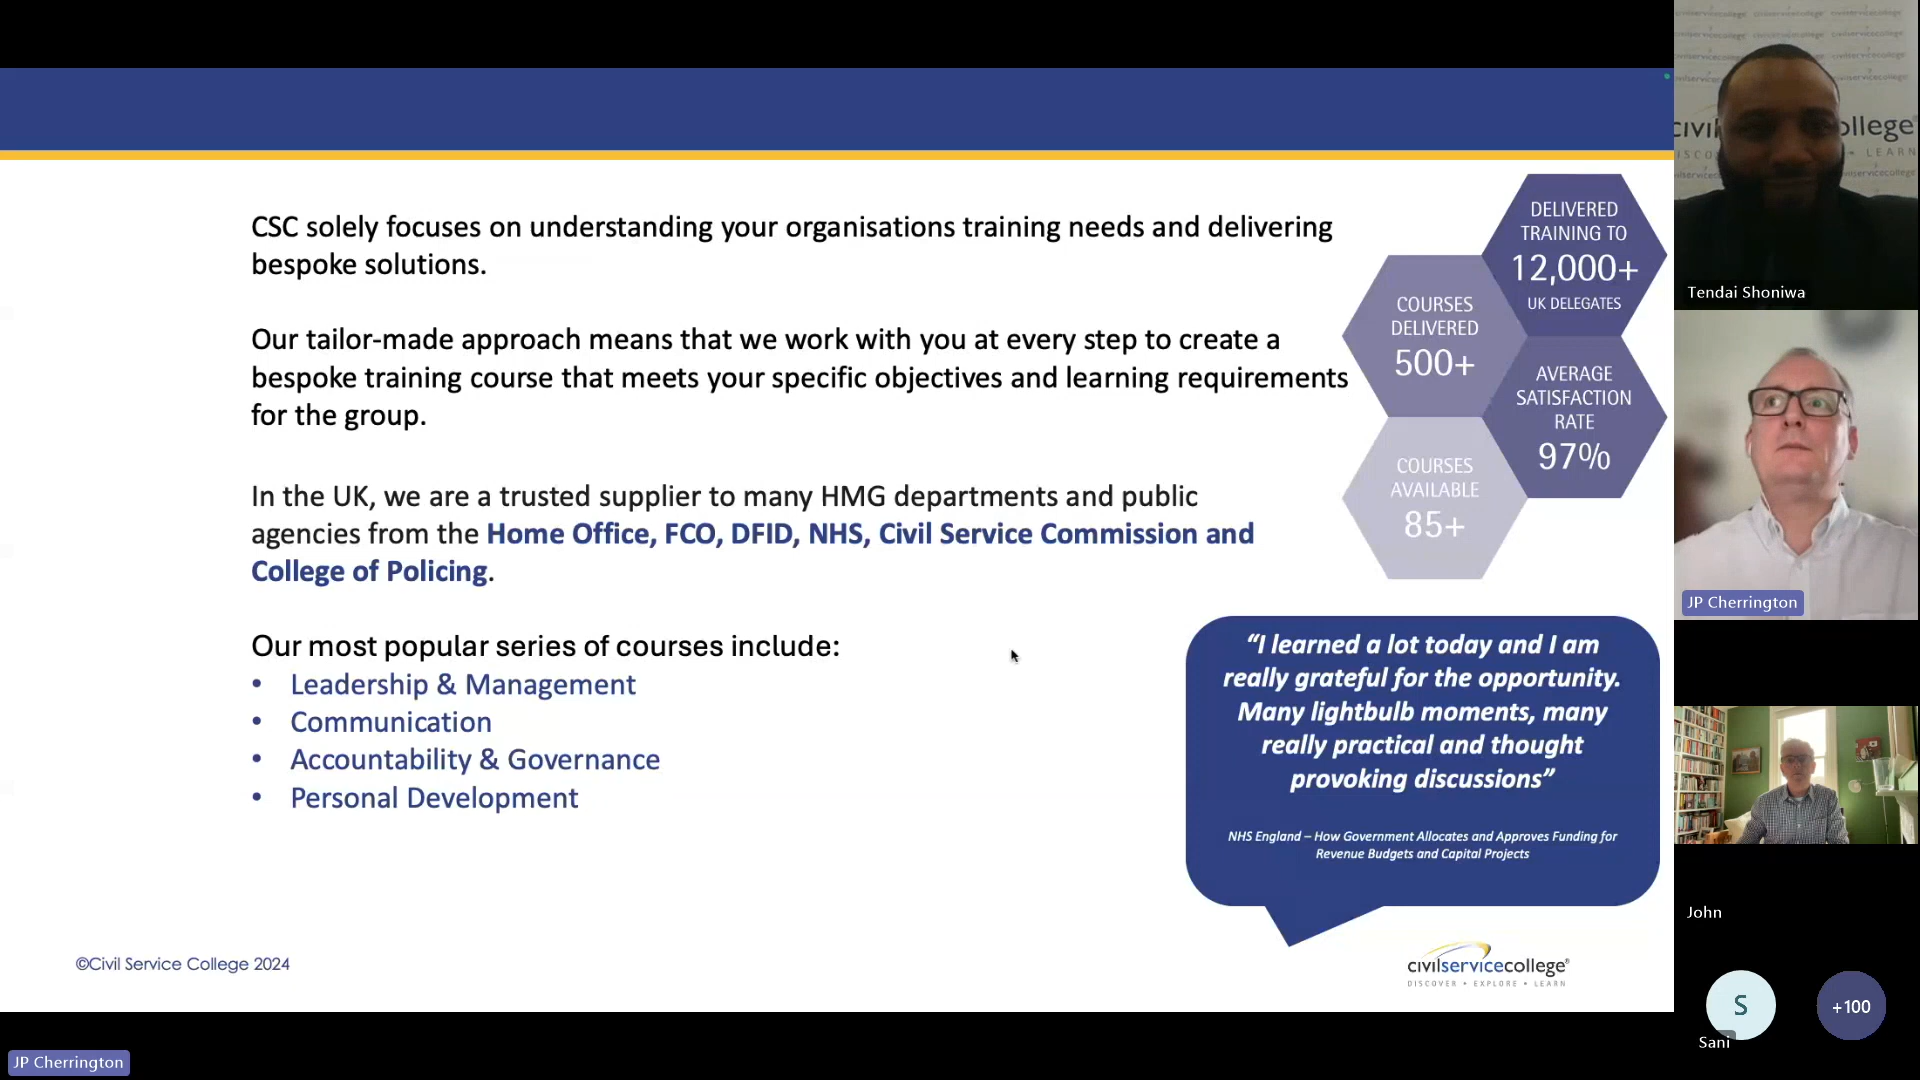 CSC solely focuses on understanding your organisations training needs and delivering
bespoke solutions.
Our tailor-made approach means that we work with you at every step to create a
bespoke training course that meets your specific objectives and learning requirements
for the group.
In the UK, we are a trusted supplier to many HMG departments and public
agencies from the Home Office, FCO, DFID, NHS, Civil Service Commission and
College of Policing.
Our most popular series of courses include:
• Leadership & Management
• Communication
• Accountability & Governance
• Personal Development
DELIVERED
TRAINING TO
12,000+
UK DELEGATES
COURSES
DELIVERED
500+
AVERAGE
SATISFACTION
RATE
97%
COURSES
AVAILABLE
85+
“I learned a lot today and I am
really grateful for the opportunity.
Many lightbulb moments, many
really practical and thought
provoking discussions”
NHS England – How Government Allocates and Approves Funding for
Revenue Budgets and Capital Projects
©Civil Service College 2024
civilservicecollege®
DISCOVER • EXPLORE • LEARN
JP Cherrington
Tendai Shoniwa
JP Cherrington
John
S
Sani
+100